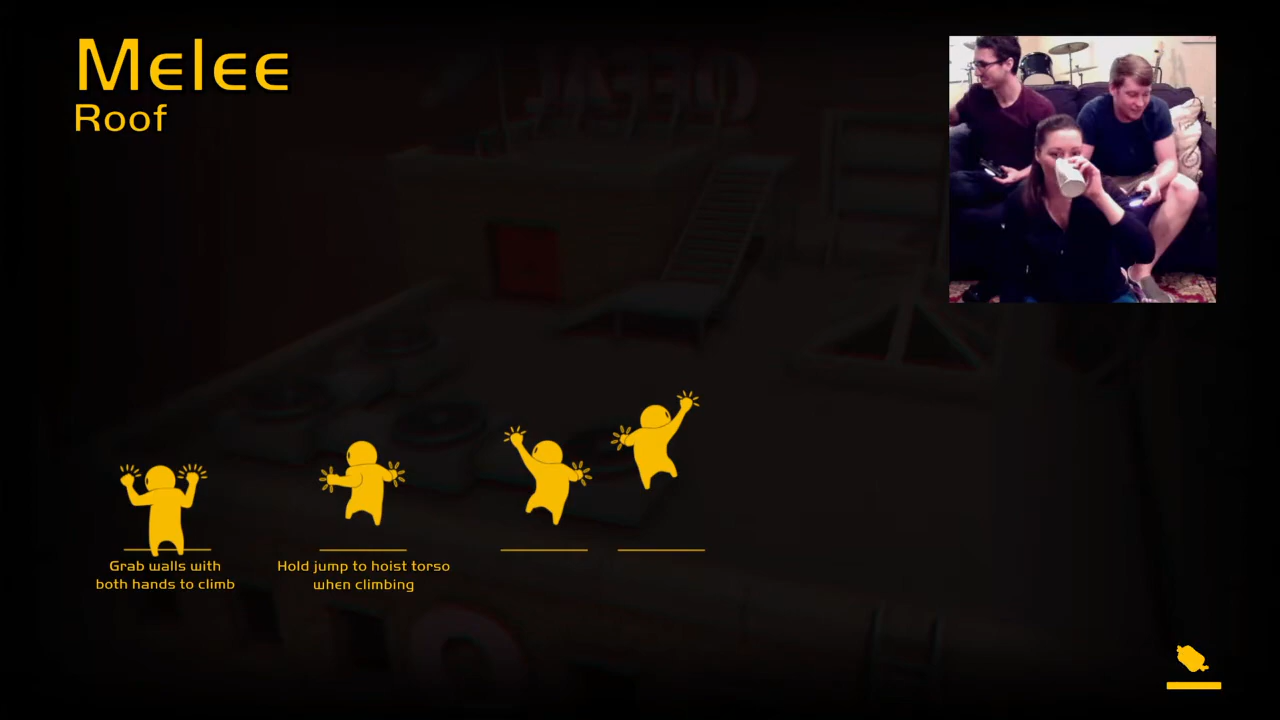 Melee
Roof
Grab walls with
both hands to climb
Hold jump to hoist torso
when climbing